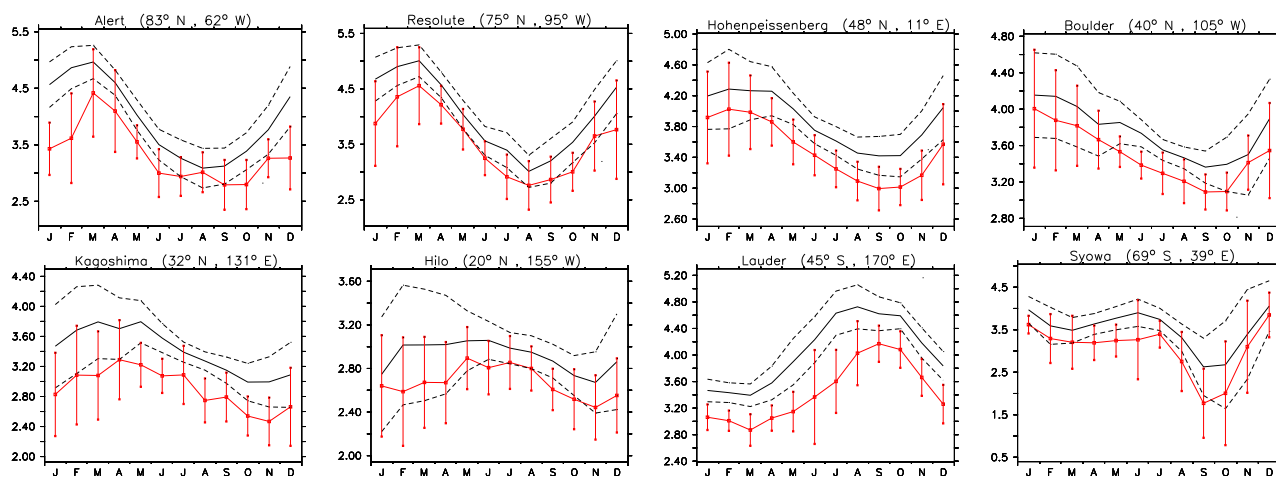 Alert (83° N , 62° W)
5.5
4.5
3.5
2.5
J F M A M J J A S O N D
Resolute (75° N , 95° W)
5.5
4.5
3.5
2.5
J F M A M J J A S O N D
Hohenpeissenberg (48° N , 11° E)
5.00
4.60
4.20
3.80
3.40
3.00
2.60
J F M A M J J A S O N D
Boulder (40° N , 105° W)
4.80
4.40
4.00
3.60
3.20
2.80
J F M A M J J A S O N D
Kagoshima (32° N , 131° E)
4.40
4.00
3.60
3.20
2.80
2.40
2.00
J F M A M J J A S O N D
Hilo (20° N , 155° W)
3.60
3.20
2.80
2.40
2.00
J F M A M J J A S O N D
Lauder (45° S , 170° E)
5.20
4.80
4.40
4.00
3.60
3.20
2.80
2.40
J F M A M J J A S O N D
Syowa (69° S , 39° E)
4.5
3.5
2.5
1.5
0.5
J F M A M J J A S O N D